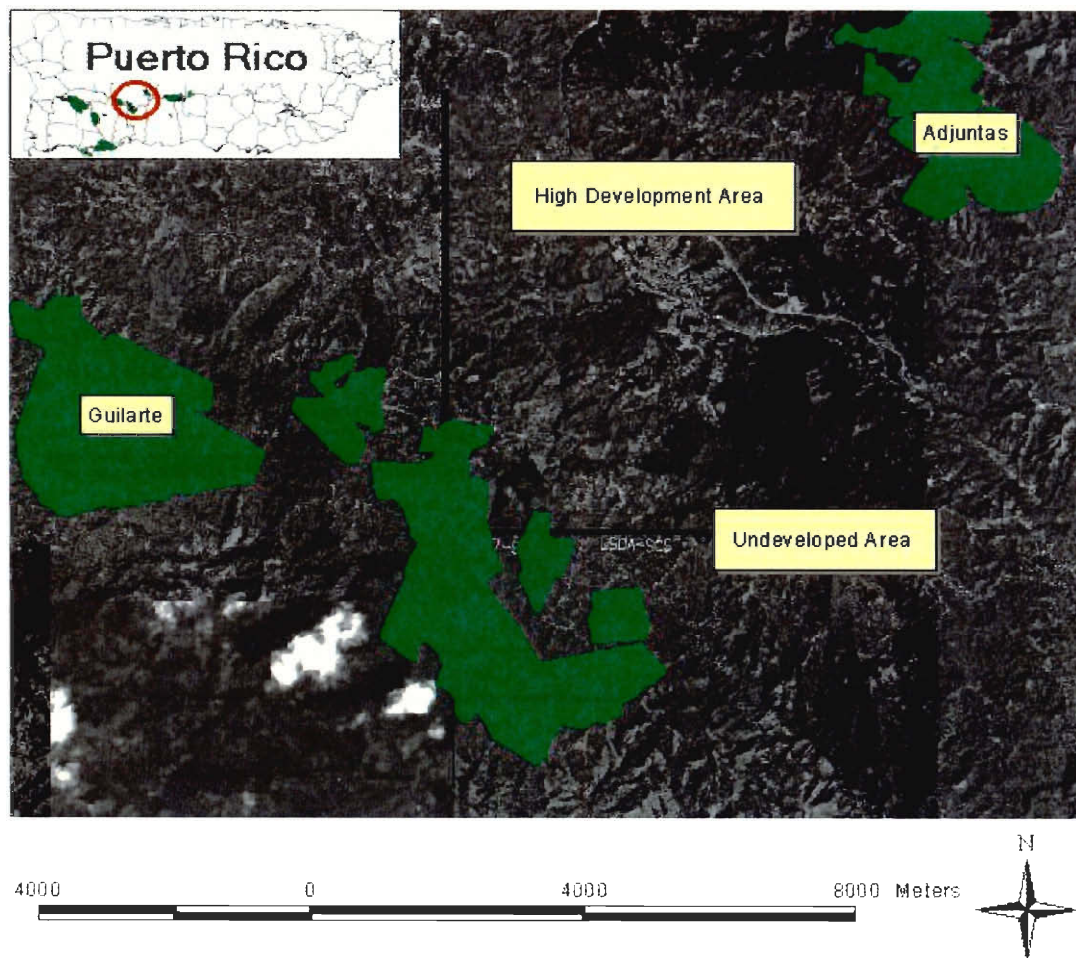 Puerto Rico
Adjuntas
High Development Area
Guilarte
Undeveloped Area
N
4000 0 4000 8000 Meters